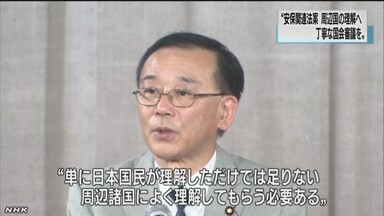 “安保関連法案 周辺国の理解へ
丁寧な国会審議を”
“単に日本国民が理解しただけでは足りない
周辺諸国によく理解してもらう必要ある”
NHK